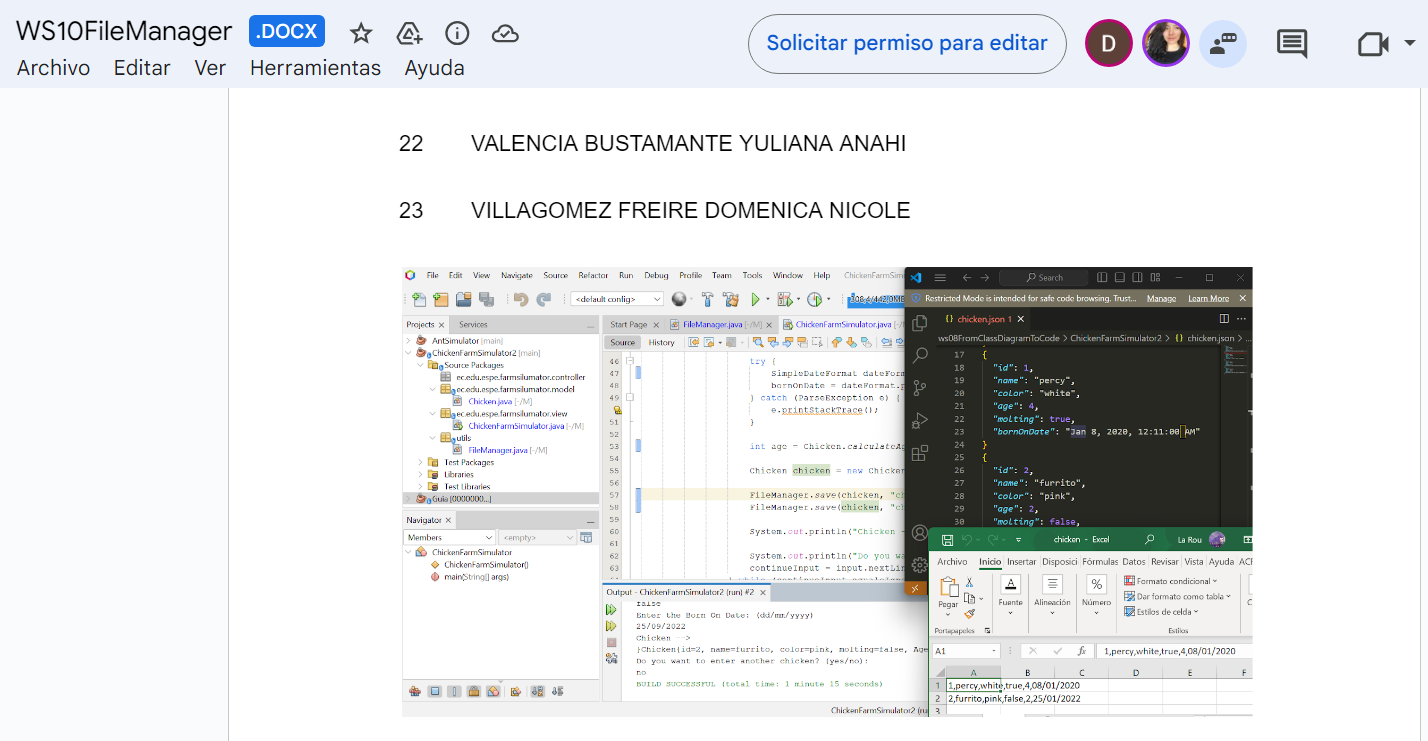 WS10FileManager .DOCX
Solicitar permiso para editar
D
Archivo Editar Ver Herramientas Ayuda
22 VALENCIA BUSTAMANTE YULIANA ANAHI
23 VILLAGOMEZ FREIRE DOMENICA NICOLE
File Edit View Navigate Source Refactor Run Debug Profile Team Tools Window Help ChickenFarmSimu
<default config>
Projects Services
AntSimulator [main]
ChickenFarmSimulator2 [main]
Source Packages
ec.edu.espe.farmsilumator.controller
ec.edu.espe.farmsilumator.model
Chicken.java [-/M]
ec.edu.espe.farmsilumator.view
ChickenFarmSimulator.java [-/M]
utils
FileManager.java [-/M]
Test Packages
Libraries
Test Libraries
Guia [0000000...]
Navigator
Members <empty>
ChickenFarmSimulator
ChickenFarmSimulator()
main(String[] args)
Start Page FileManager.java [-/M] ChickenFarmSimulator.java [-/
Source History
46 try {
47 SimpleDateFormat dateForm
48 bornOnDate = dateFormat.p
49 } catch (ParseException e) {
e.printStackTrace();
51 }
52
53 int age = Chicken.calculateAg
54
55 Chicken chicken = new Chicken
56
57 FileManager.save(chicken, "ch
58 FileManager.save(chicken, "ch
59
60 System.out.println("Chicken -
61
62 System.out.println("Do you wa
63 continueInput = input.nextLin
Output - ChickenFarmSimulator2 (run) #2
false
Enter the Born On Date: (dd/mm/yyyy)
25/09/2022
Chicken -->
}Chicken{id=2, name=furrito, color=pink, molting=false, Age
Do you want to enter another chicken? (yes/no):
no
BUILD SUCCESSFUL (total time: 1 minute 15 seconds)
ChickenFarmSimulator2 (ru
Search
Restricted Mode is intended for safe code browsing. Trust... Manage Learn More
{} chicken.json 1
ws08FromClassDiagramToCode > ChickenFarmSimulator2 > {} chicken.json > ...
17 {
18 "id": 1,
19 "name": "percy",
20 "color": "white",
21 "age": 4,
22 "molting": true,
23 "bornOnDate": "Jan 8, 2020, 12:11:00 AM"
24 }
25 {
26 "id": 2,
27 "name": "furrito",
28 "color": "pink",
29 "age": 2,
30 "molting": false,
chicken - Excel La Rou
Archivo Inicio Insertar Disposici Fórmulas Datos Revisar Vista Ayuda ACR
Pegar Fuente Alineación Número
Formato condicional
Dar formato como tabla
Estilos de celda
Portapapeles Estilos
A1 fx 1,percy,white,true,4,08/01/2020
A B C D E F
1 1,percy,white,true,4,08/01/2020
2 2,furrito,pink,false,2,25/01/2022
3